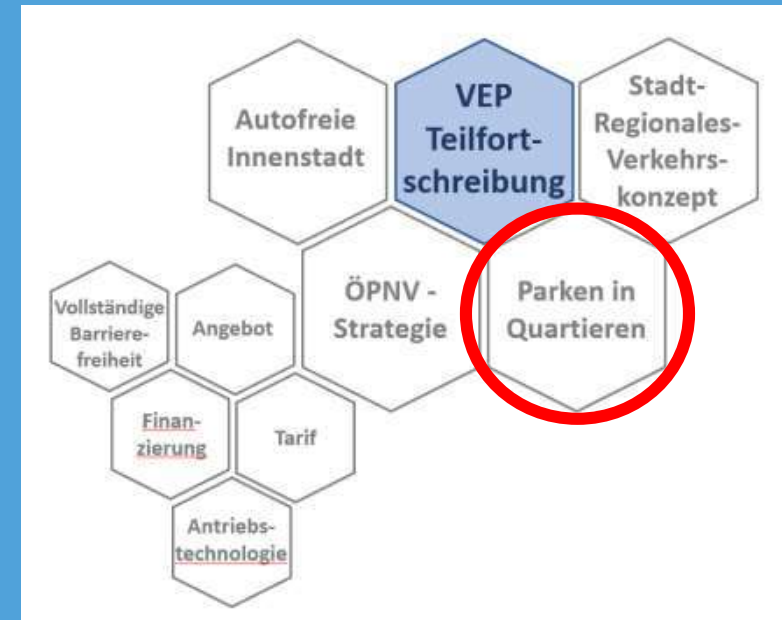 Autofreie
Innenstadt
VEP
Teilfort-
schreibung
Stadt-
Regionales-
Verkehrs-
konzept
ÖPNV -
Strategie
Parken in
Quartieren
Vollständige
Barriere-
freiheit
Angebot
Finan-
zierung
Tarif
Antriebs-
technologie